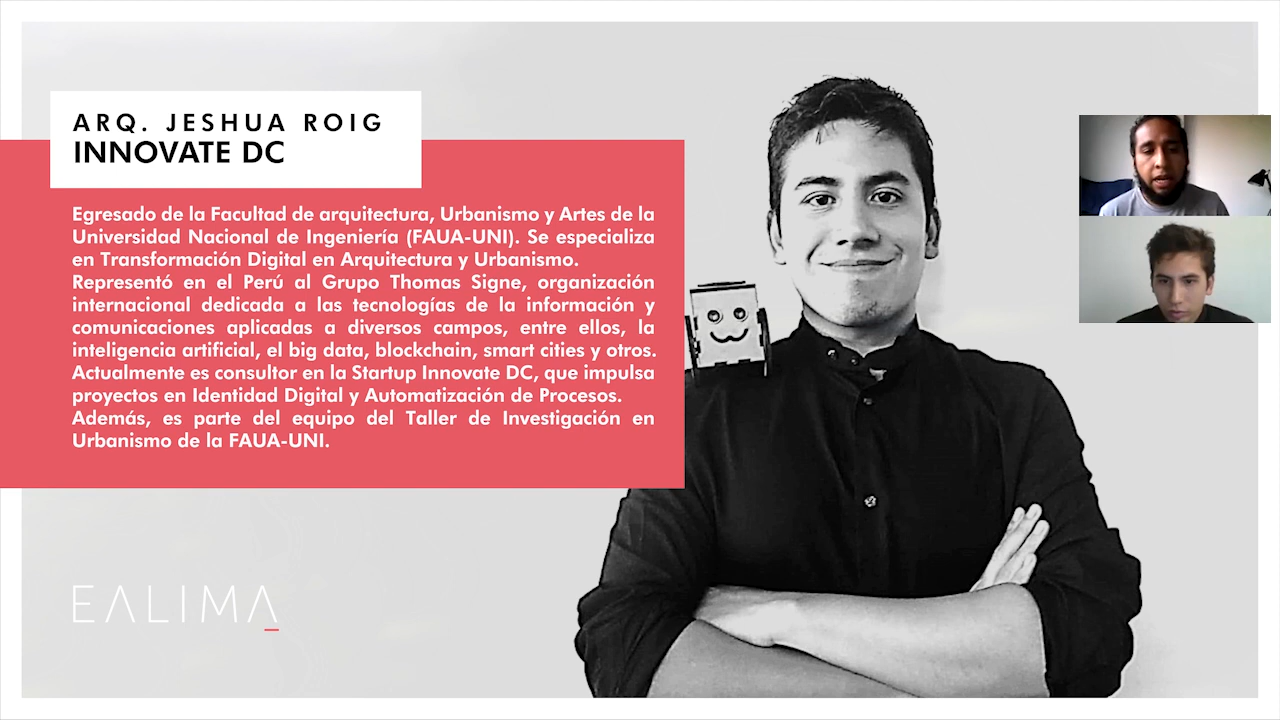 ARQ. JESHUA ROIG
INNOVATE DC
Egresado de la Facultad de arquitectura, Urbanismo y Artes de la
Universidad Nacional de Ingeniería (FAUA-UNI). Se especializa
en Transformación Digital en Arquitectura y Urbanismo.
Representó en el Perú al Grupo Thomas Signe, organización
internacional dedicada a las tecnologías de la información y
comunicaciones aplicadas a diversos campos, entre ellos, la
inteligencia artificial, el big data, blockchain, smart cities y otros.
Actualmente es consultor en la Startup Innovate DC, que impulsa
proyectos en Identidad Digital y Automatización de Procesos.
Además, es parte del equipo del Taller de Investigación en
Urbanismo de la FAUA-UNI.
EALIMA